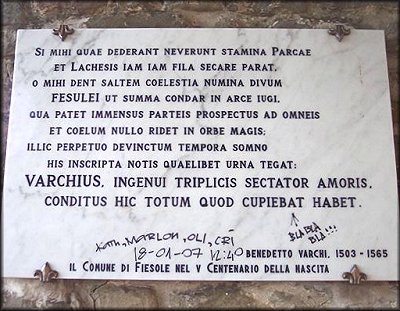 Si mihi quae dederant neverunt stamina Parcae
et Lachesis iam iam fila secare parat,
o mihi dent saltem coelestia numina divum
FESULEI ut summa condar in arce iugi,
qua patet immensus parteis prospectus ad omneis
et coelum nullo ridet in orbe magis;
illic perpetuo devinctum tempora somno
his inscripta notis quaelibet urna tegat:
VARCHIUS, ingenui triplicis sectator amoris,
conditus hic totum quod cupiebat habet.
MARLON, OLI, CRI
BLA BLA
BLA!!!
18-01-07 12:40
Benedetto Varchi, 1503 - 1565
Il Comune di Fiesole nel V Centenario della nascita